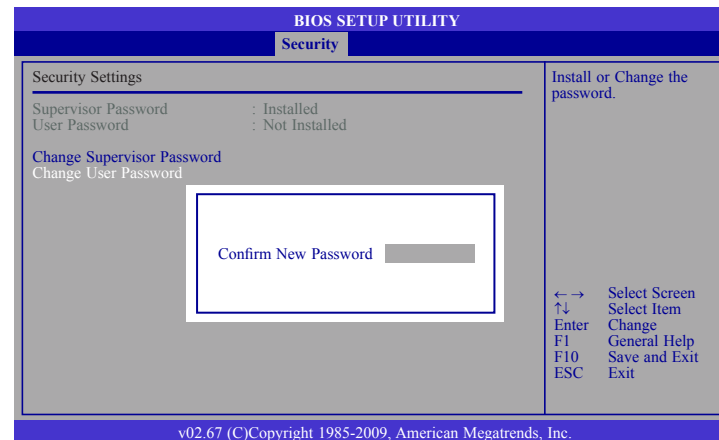 BIOS SETUP UTILITY
Security
Security Settings
Supervisor Password : Installed
User Password : Not Installed
Change Supervisor Password
Change User Password
Confirm New Password
Install or Change the
password.
←→ Select Screen
↑↓ Select Item
Enter Change
F1 General Help
F10 Save and Exit
ESC Exit
v02.67 (C)Copyright 1985-2009, American Megatrends, Inc.